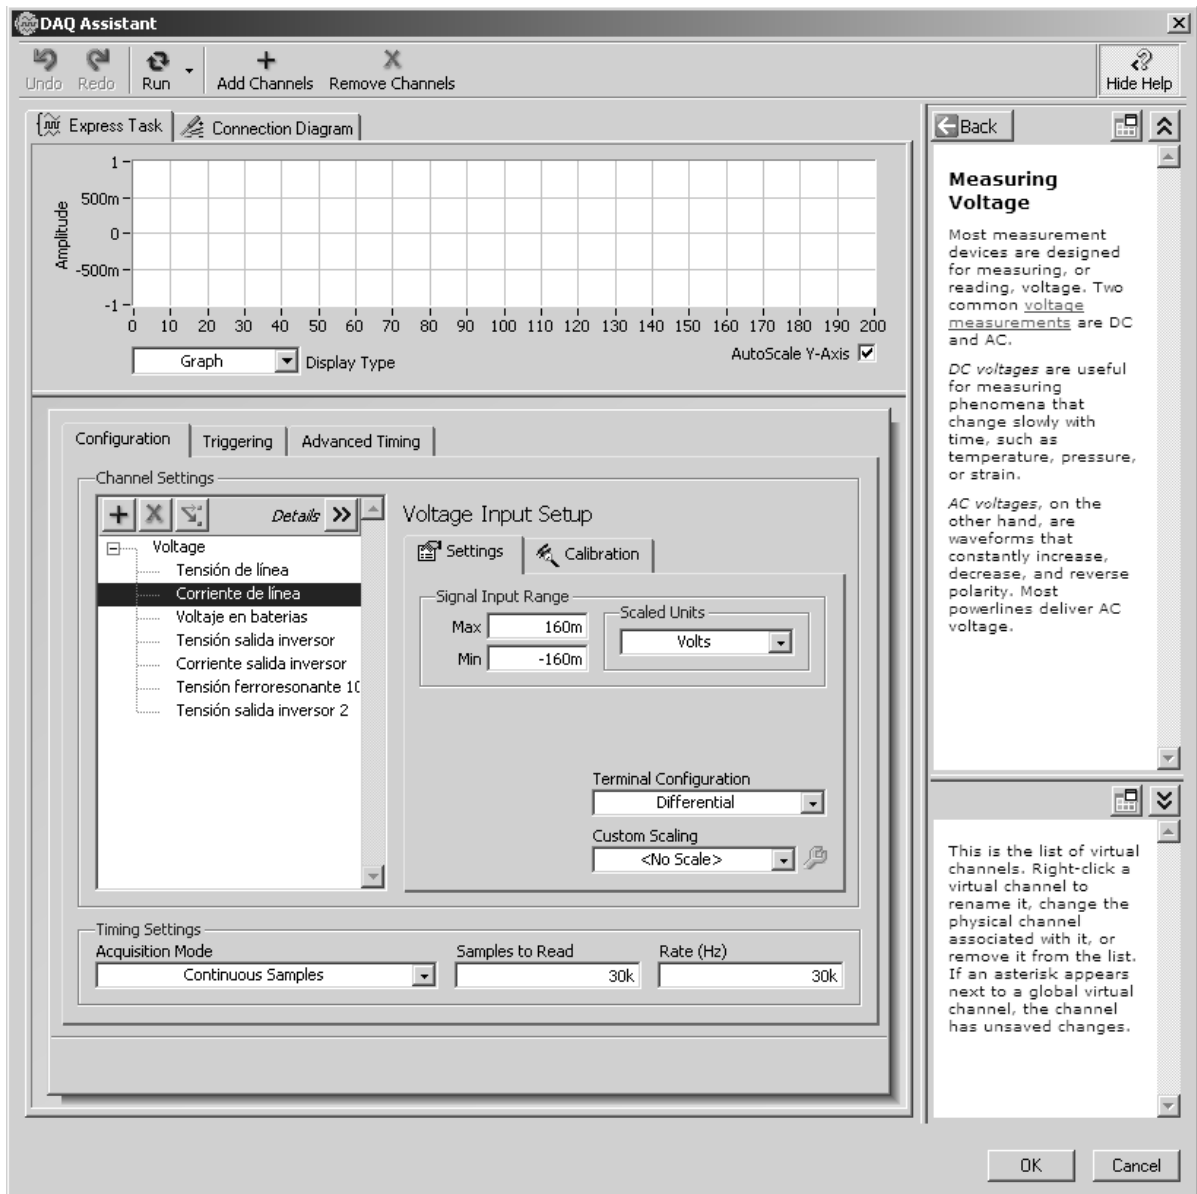 DAQ Assistant
Undo Redo Run Add Channels Remove Channels Hide Help
Express Task Connection Diagram
Amplitude
1
500m
0
-500m
-1
0 10 20 30 40 50 60 70 80 90 100 110 120 130 140 150 160 170 180 190 200
Graph Display Type AutoScale Y-Axis
Configuration Triggering Advanced Timing
Channel Settings
Details
Voltage
Tensión de línea
Corriente de línea
Voltaje en baterias
Tensión salida inversor
Corriente salida inversor
Tensión ferroresonante 10
Tensión salida inversor 2
Voltage Input Setup
Settings Calibration
Signal Input Range
Max 160m
Min -160m
Scaled Units
Volts
Terminal Configuration
Differential
Custom Scaling
<No Scale>
Timing Settings
Acquisition Mode Samples to Read Rate (Hz)
Continuous Samples 30k 30k
Back
Measuring
Voltage
Most measurement
devices are designed
for measuring, or
reading, voltage. Two
common voltage
measurements are DC
and AC.
DC voltages are useful
for measuring
phenomena that
change slowly with
time, such as
temperature, pressure,
or strain.
AC voltages, on the
other hand, are
waveforms that
constantly increase,
decrease, and reverse
polarity. Most
powerlines deliver AC
voltage.
This is the list of virtual
channels. Right-click a
virtual channel to
rename it, change the
physical channel
associated with it, or
remove it from the list.
If an asterisk appears
next to a global virtual
channel, the channel
has unsaved changes.
OK Cancel